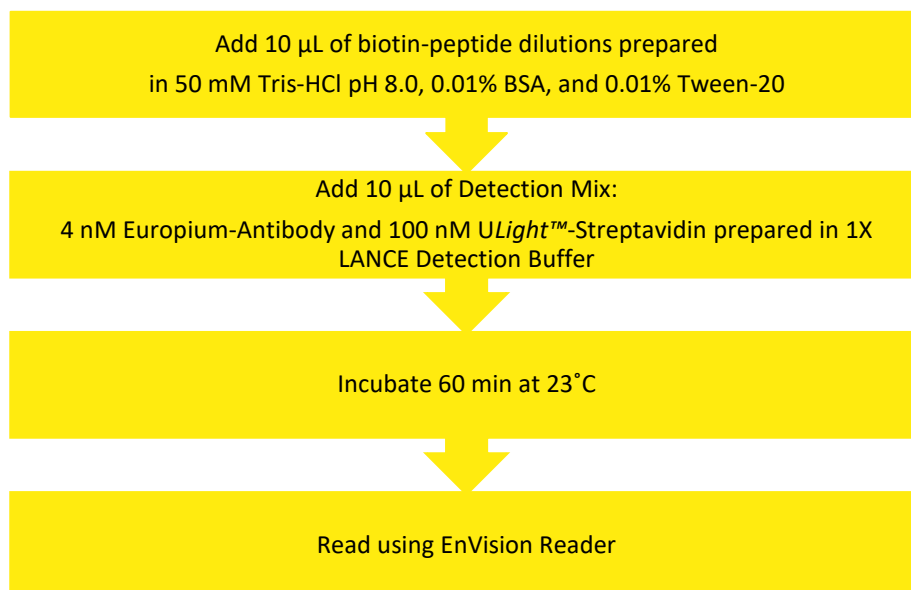 Add 10 µL of biotin-peptide dilutions prepared
in 50 mM Tris-HCl pH 8.0, 0.01% BSA, and 0.01% Tween-20
Add 10 µL of Detection Mix:
4 nM Europium-Antibody and 100 nM ULight™-Streptavidin prepared in 1X
LANCE Detection Buffer
Incubate 60 min at 23˚C
Read using EnVision Reader